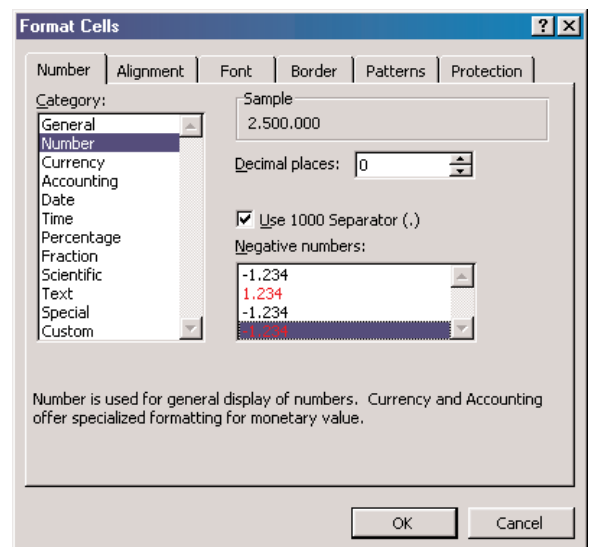 Format Cells
Number Alignment Font Border Patterns Protection
Category:
General
Number
Currency
Accounting
Date
Time
Percentage
Fraction
Scientific
Text
Special
Custom
Sample
2.500.000
Decimal places: 0
Use 1000 Separator (.)
Negative numbers:
-1.234
1.234
-1.234
-1.234
Number is used for general display of numbers. Currency and Accounting
offer specialized formatting for monetary value.
OK Cancel